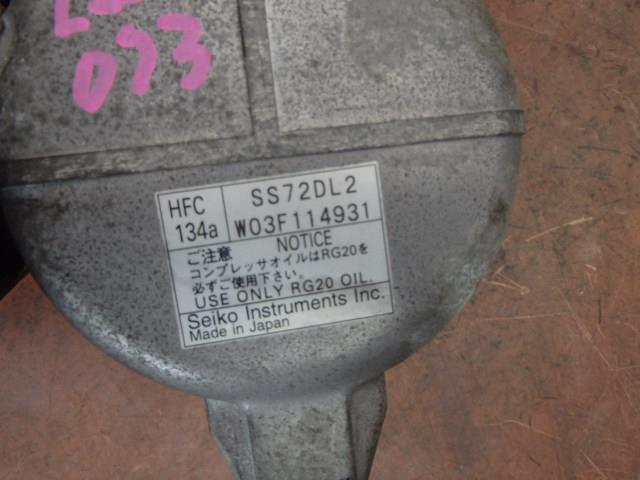 093
HFC
134a
SS72DL2
W03F114931
ご注意 NOTICE
コンプレッサオイルはRG20を
必ずご使用下さい。
USE ONLY RG20 OIL.
Seiko Instruments Inc.
Made in Japan